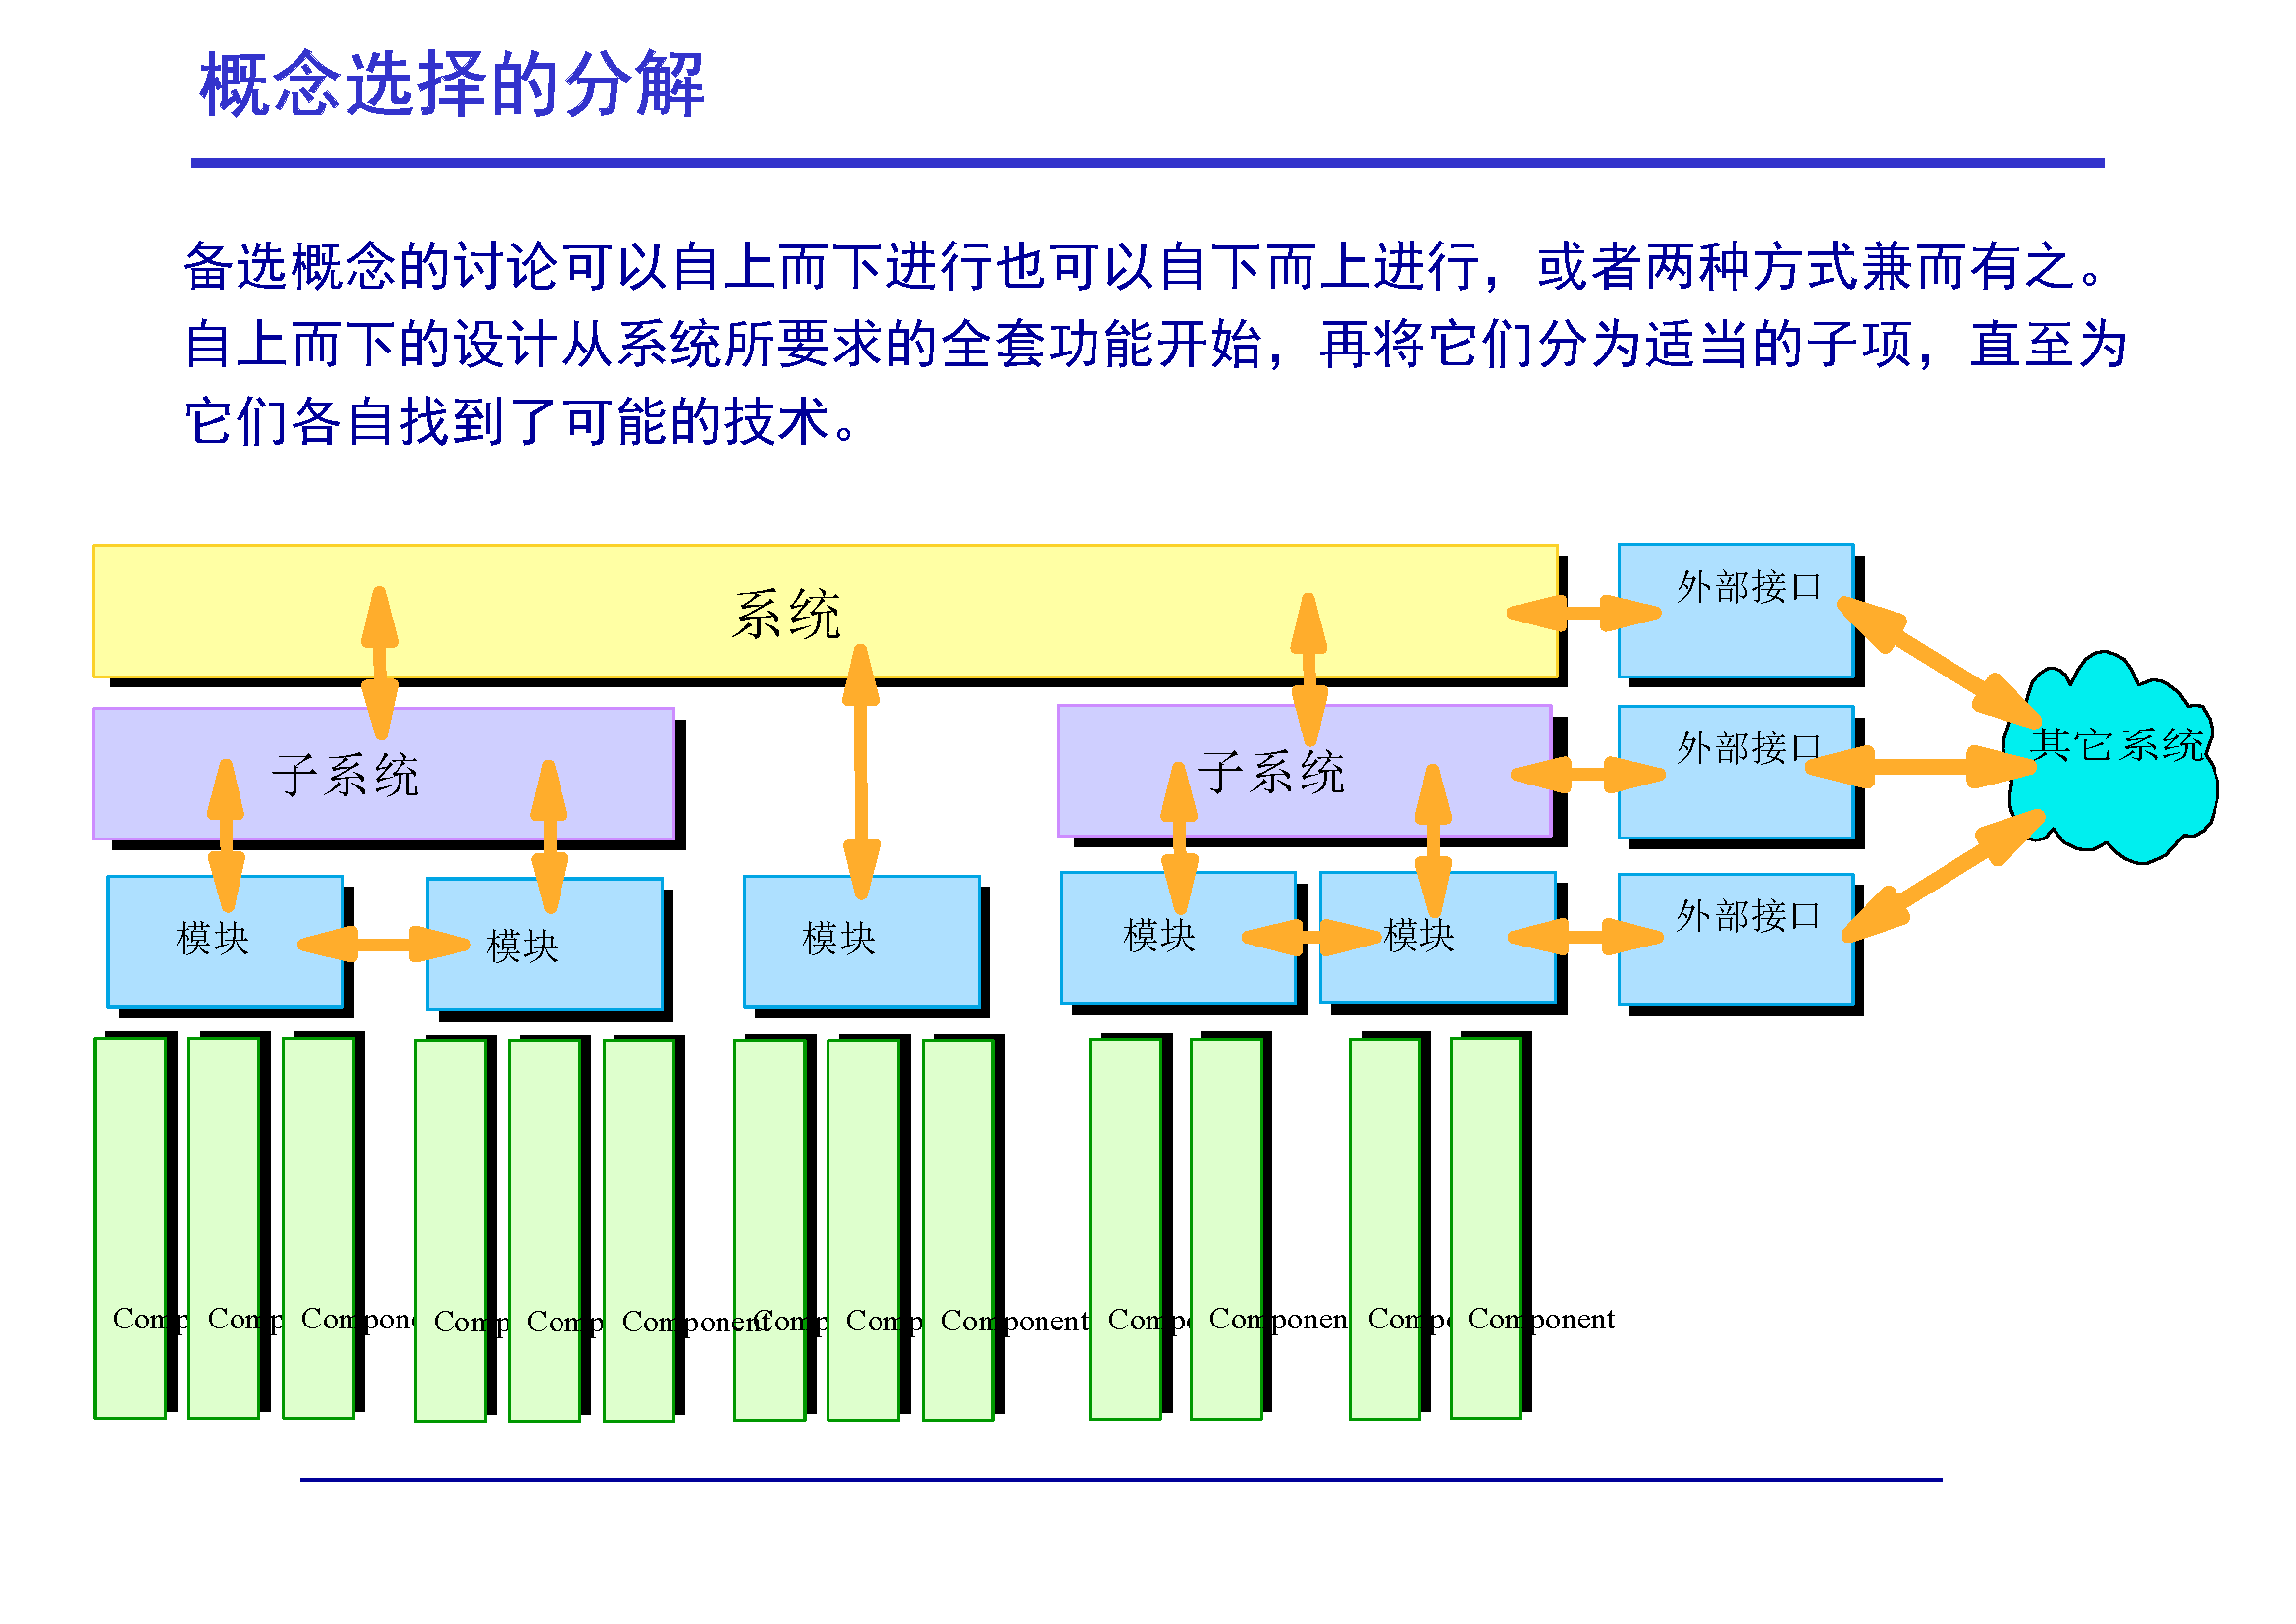 概念选择的分解
备选概念的讨论可以自上而下进行也可以自下而上进行，或者两种方式兼而有之。
自上而下的设计从系统所要求的全套功能开始，再将它们分为适当的子项，直至为
它们各自找到了可能的技术。
系统
外部接口
子系统
子系统
外部接口
其它系统
模块
模块
模块
模块
模块
外部接口
Comp
Comp
Compone
Comp
Comp
Component
Comp
Comp
Component
Compo
Componen
Compo
Component